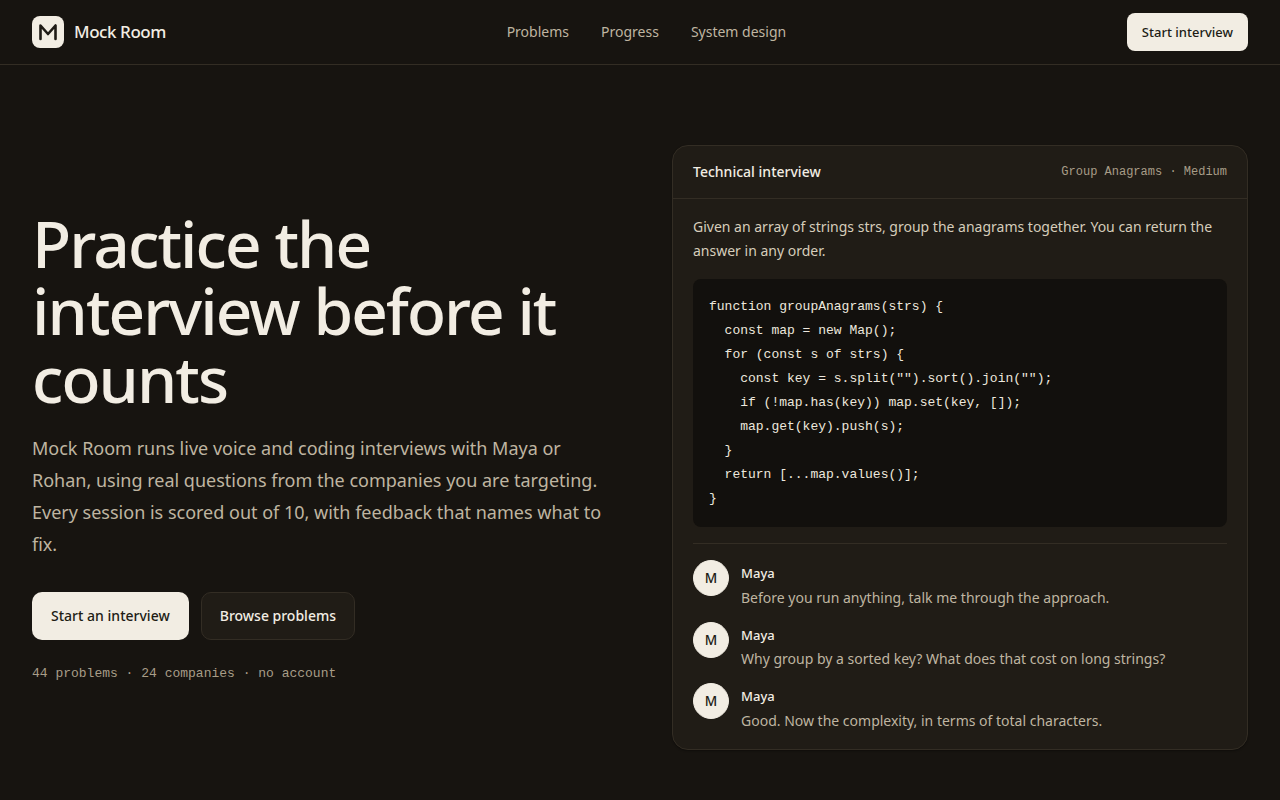 M Mock Room
Problems Progress System design
Start interview
Practice the
interview before it
counts
Mock Room runs live voice and coding interviews with Maya or
Rohan, using real questions from the companies you are targeting.
Every session is scored out of 10, with feedback that names what to
fix.
Start an interview
Browse problems
44 problems · 24 companies · no account
Technical interview
Group Anagrams · Medium
Given an array of strings strs, group the anagrams together. You can return the
answer in any order.
function groupAnagrams(strs) {
  const map = new Map();
  for (const s of strs) {
    const key = s.split("").sort().join("");
    if (!map.has(key)) map.set(key, []);
    map.get(key).push(s);
  }
  return [...map.values()];
}
M
Maya
Before you run anything, talk me through the approach.
M
Maya
Why group by a sorted key? What does that cost on long strings?
M
Maya
Good. Now the complexity, in terms of total characters.